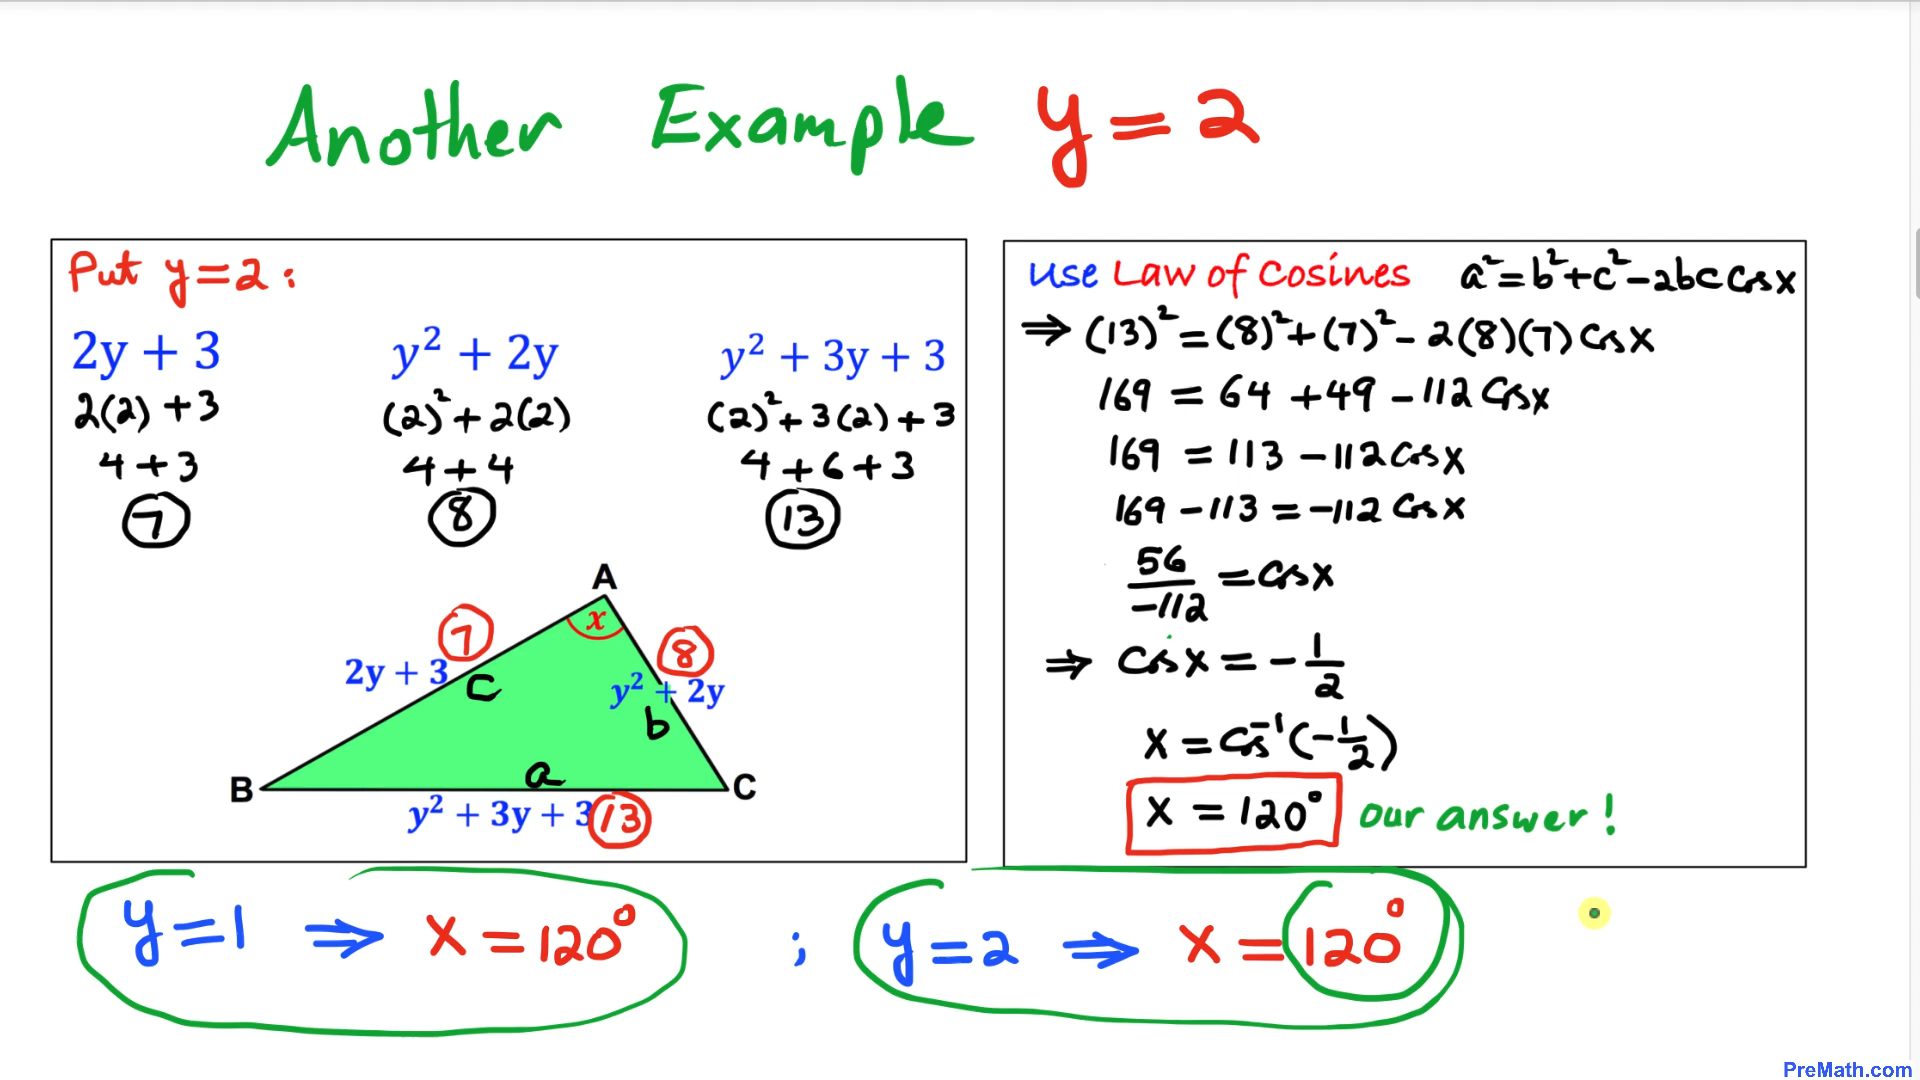 Another Example y = 2
Put y = 2 :
2y + 3
2(2) + 3
4 + 3
7
y² + 2y
(2)² + 2(2)
4 + 4
8
y² + 3y + 3
(2)² + 3(2) + 3
4 + 6 + 3
13
A
x
7
8
2y + 3
c
y² + 2y
b
a
B
C
y² + 3y + 3
13
Use Law of Cosines a² = b² + c² - 2bc Cos x
⇒ (13)² = (8)² + (7)² - 2(8)(7) Cos x
169 = 64 + 49 - 112 Cos x
169 = 113 - 112 Cos x
169 - 113 = -112 Cos x
56/-112 = Cos x
⇒ Cos x = - 1/2
x = Cos⁻¹(-1/2)
x = 120° our answer !
y = 1 ⇒ x = 120° ; y = 2 ⇒ x = 120°
PreMath.com